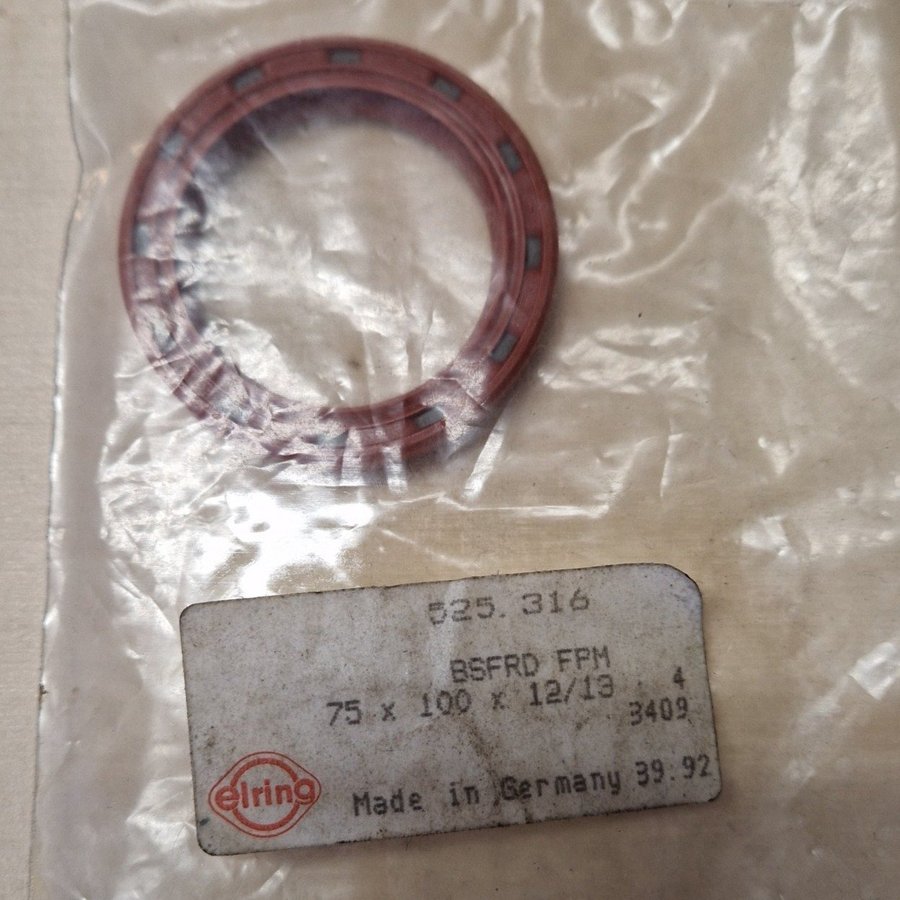 525.316
BSFRD FPM
75 x 100 x 12/13
4
3409
elring
Made in Germany 39.92